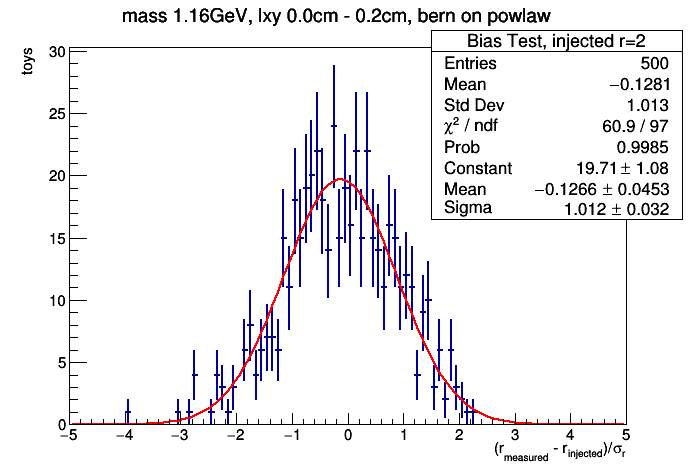 mass 1.16GeV, lxy 0.0cm - 0.2cm, bern on powlaw
Bias Test, injected r=2
Entries 500
Mean −0.1281
Std Dev 1.013
χ² / ndf 60.9 / 97
Prob 0.9985
Constant 19.71 ± 1.08
Mean −0.1266 ± 0.0453
Sigma 1.012 ± 0.032
toys
30
25
20
15
10
5
0
−5 −4 −3 −2 −1 0 1 2 3 4 5
(r_measured - r_injected)/σ_r